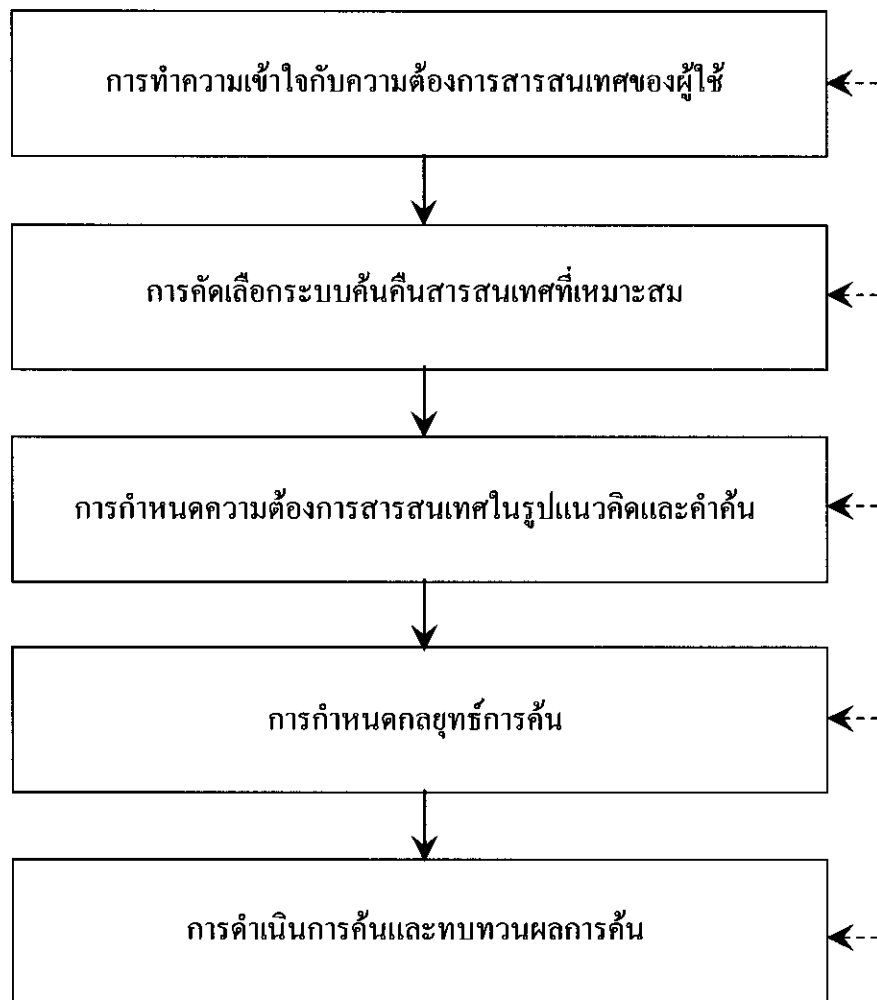 การทำความเข้าใจกับความต้องการสารสนเทศของผู้ใช้
การคัดเลือกระบบค้นคืนสารสนเทศที่เหมาะสม
การกำหนดความต้องการสารสนเทศในรูปแนวคิดและคำค้น
การกำหนดกลยุทธ์การค้น
การดำเนินการค้นและทบทวนผลการค้น